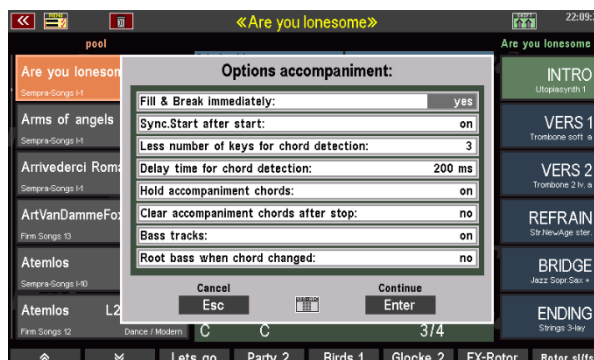 «Are you lonesome»
22:09:
pool
Are you lonesome
Are you loneson
Sempra-Songs I-1
Arms of angels
Sempra-Songs I-1
Arrivederci Roma
Sempra-Songs I-1
ArtVanDammeFox
Firm Songs 13
Atemlos
Sempra-Songs I-10
Atemlos L2
Firm Songs 12 Dance / Modern
Options accompaniment:
Fill & Break immediately: yes
Sync.Start after start: on
Less number of keys for chord detection: 3
Delay time for chord detection: 200 ms
Hold accompaniment chords: on
Clear accompaniment chords after stop: no
Bass tracks: on
Root bass when chord changed: no
Cancel
Esc
Continue
Enter
C C 3/4
INTRO
Utopiasynth 1
VERS 1
Trombone soft
VERS 2
Trombone 2 lv. a
REFRAIN
Str.NewAge ster.
BRIDGE
Jazz Sopr.Sax +
ENDING
Strings 3-lay
Lets go Party 2 Birds 1 Glocke 2 FX-Rotor Rotor sl/fs